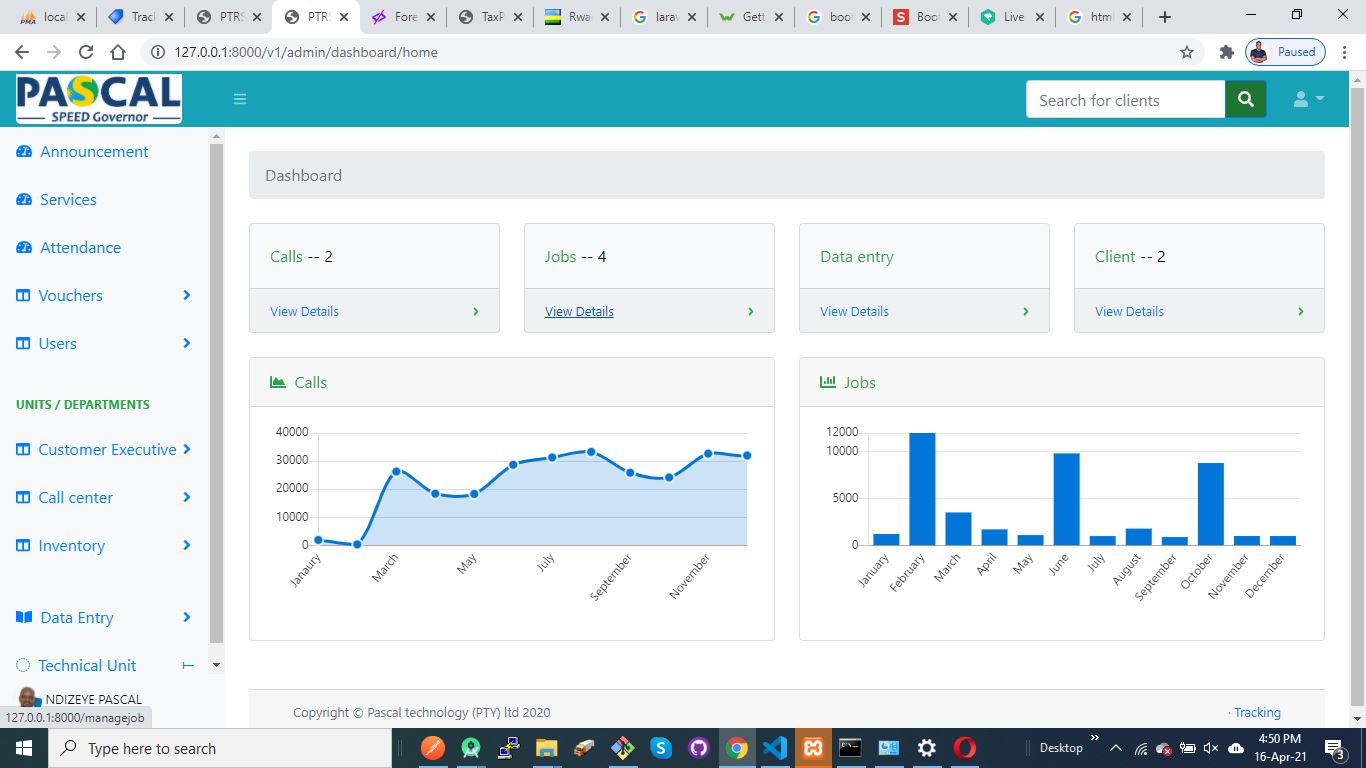 local
Track
PTRS
PTRS
Fore
TaxP
Rwa
larav
Gett
boot
Boot
Live
html
127.0.0.1:8000/v1/admin/dashboard/home
Paused
PASCAL
SPEED Governor
Search for clients
Announcement
Services
Attendance
Vouchers
Users
UNITS / DEPARTMENTS
Customer Executive
Call center
Inventory
Data Entry
Technical Unit
NDIZEYE PASCAL
127.0.0.1:8000/managejob
Dashboard
Calls -- 2
View Details
Jobs -- 4
View Details
Data entry
View Details
Client -- 2
View Details
Calls
40000
30000
20000
10000
0
Janaury
March
May
July
September
November
Jobs
12000
10000
5000
0
January
February
March
April
May
June
July
August
September
October
November
December
Copyright © Pascal technology (PTY) ltd 2020
· Tracking
Type here to search
Desktop
4:50 PM
16-Apr-21
3